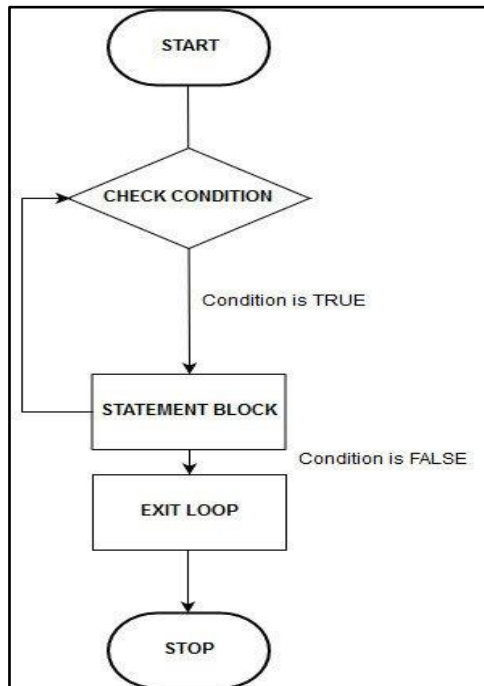 START
CHECK CONDITION
Condition is TRUE
STATEMENT BLOCK
Condition is FALSE
EXIT LOOP
STOP